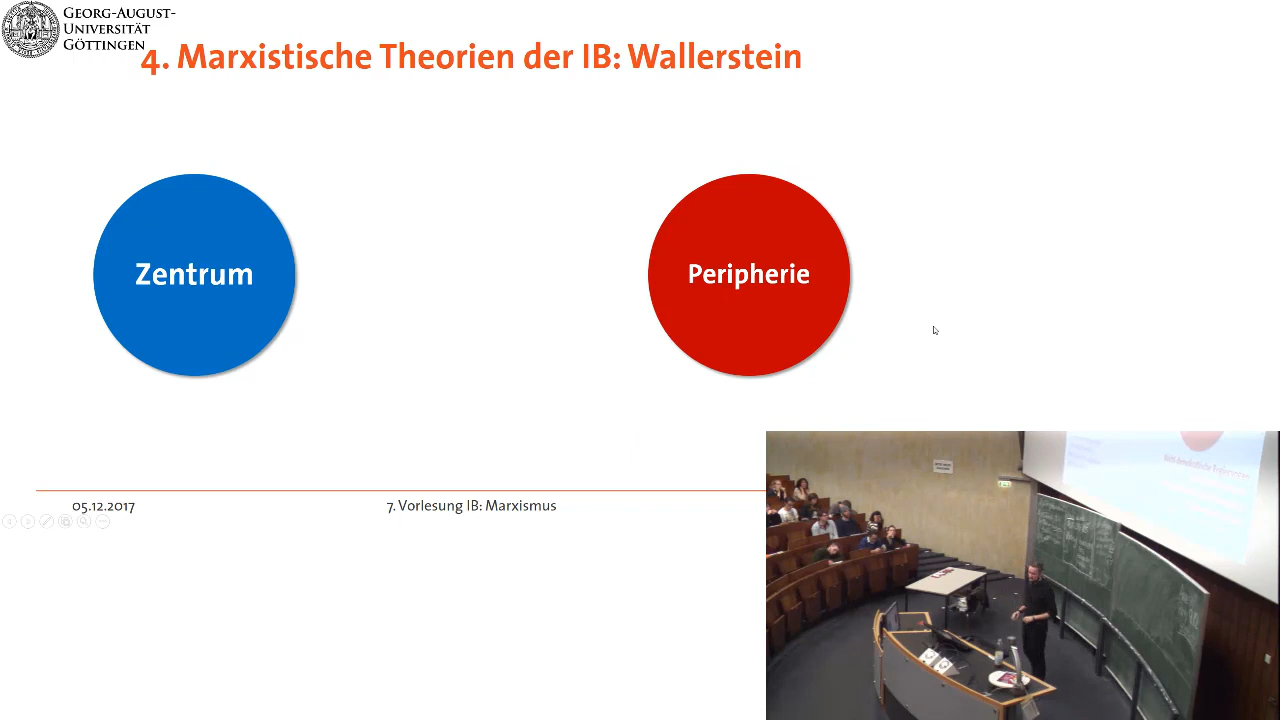 GEORG-AUGUST-
UNIVERSITÄT
GÖTTINGEN
4. Marxistische Theorien der IB: Wallerstein
Zentrum
Peripherie
05.12.2017
7. Vorlesung IB: Marxismus